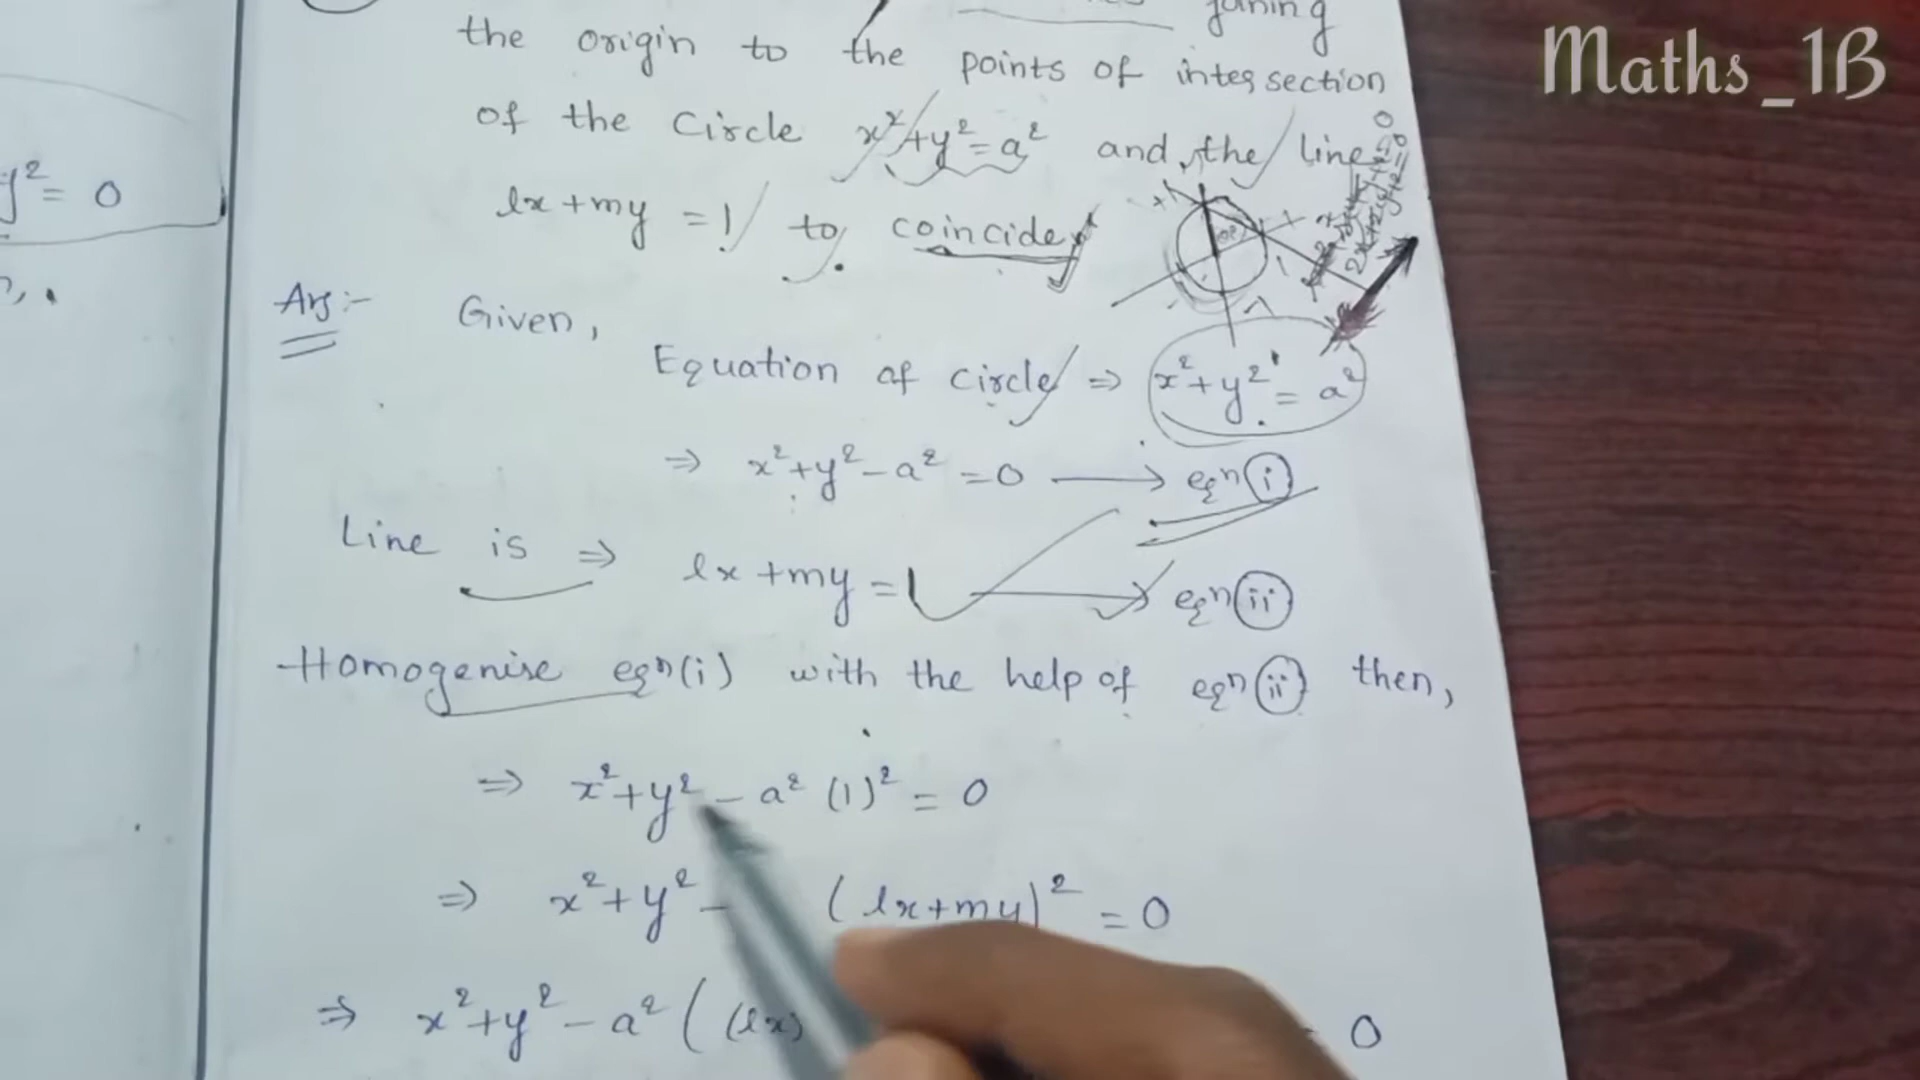 Maths_1B
joining
the origin to the points of intersection
of the circle x²+y²=a² and the line
lx+my=1 to coincide
y²=0
Ans:- Given,
Equation of circle ⇒ x²+y²=a²
⇒ x²+y²-a²=0 → eqⁿ(i)
Line is ⇒ lx+my=1 → eqⁿ(ii)
Homogenise eqⁿ(i) with the help of eqⁿ(ii) then,
⇒ x²+y²-a²(1)²=0
⇒ x²+y²- (lx+my)²=0
⇒ x²+y²-a²((lx) 0